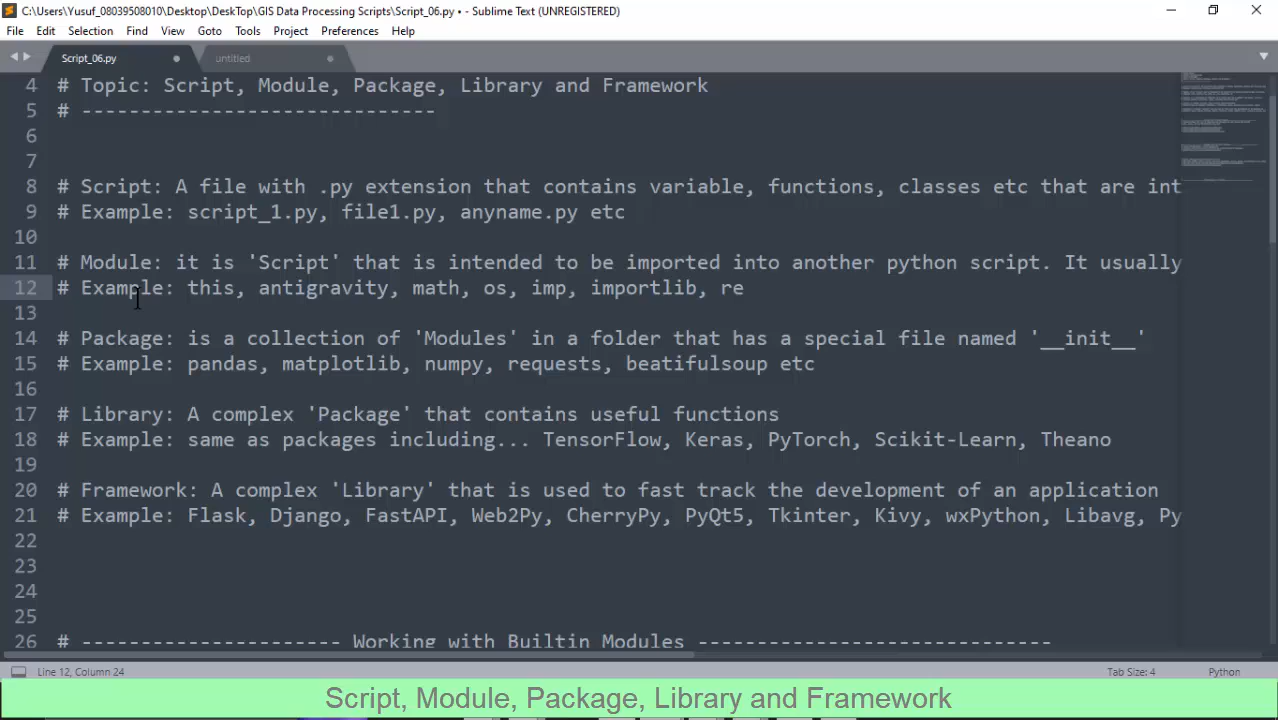 C:\Users\Yusuf_08039508010\Desktop\DeskTop\GIS Data Processing Scripts\Script_06.py • - Sublime Text (UNREGISTERED)
File Edit Selection Find View Goto Tools Project Preferences Help
Script_06.py untitled
4 # Topic: Script, Module, Package, Library and Framework
5 # ------------------------------
6
7
8 # Script: A file with .py extension that contains variable, functions, classes etc that are int
9 # Example: script_1.py, file1.py, anyname.py etc
10
11 # Module: it is 'Script' that is intended to be imported into another python script. It usually
12 # Example: this, antigravity, math, os, imp, importlib, re
13
14 # Package: is a collection of 'Modules' in a folder that has a special file named '__init__'
15 # Example: pandas, matplotlib, numpy, requests, beatifulsoup etc
16
17 # Library: A complex 'Package' that contains useful functions
18 # Example: same as packages including... TensorFlow, Keras, PyTorch, Scikit-Learn, Theano
19
20 # Framework: A complex 'Library' that is used to fast track the development of an application
21 # Example: Flask, Django, FastAPI, Web2Py, CherryPy, PyQt5, Tkinter, Kivy, wxPython, Libavg, Py
22
23
24
25
26 # ---------------------- Working with Builtin Modules ------------------------------
Line 12, Column 24 Tab Size: 4 Python
Script, Module, Package, Library and Framework